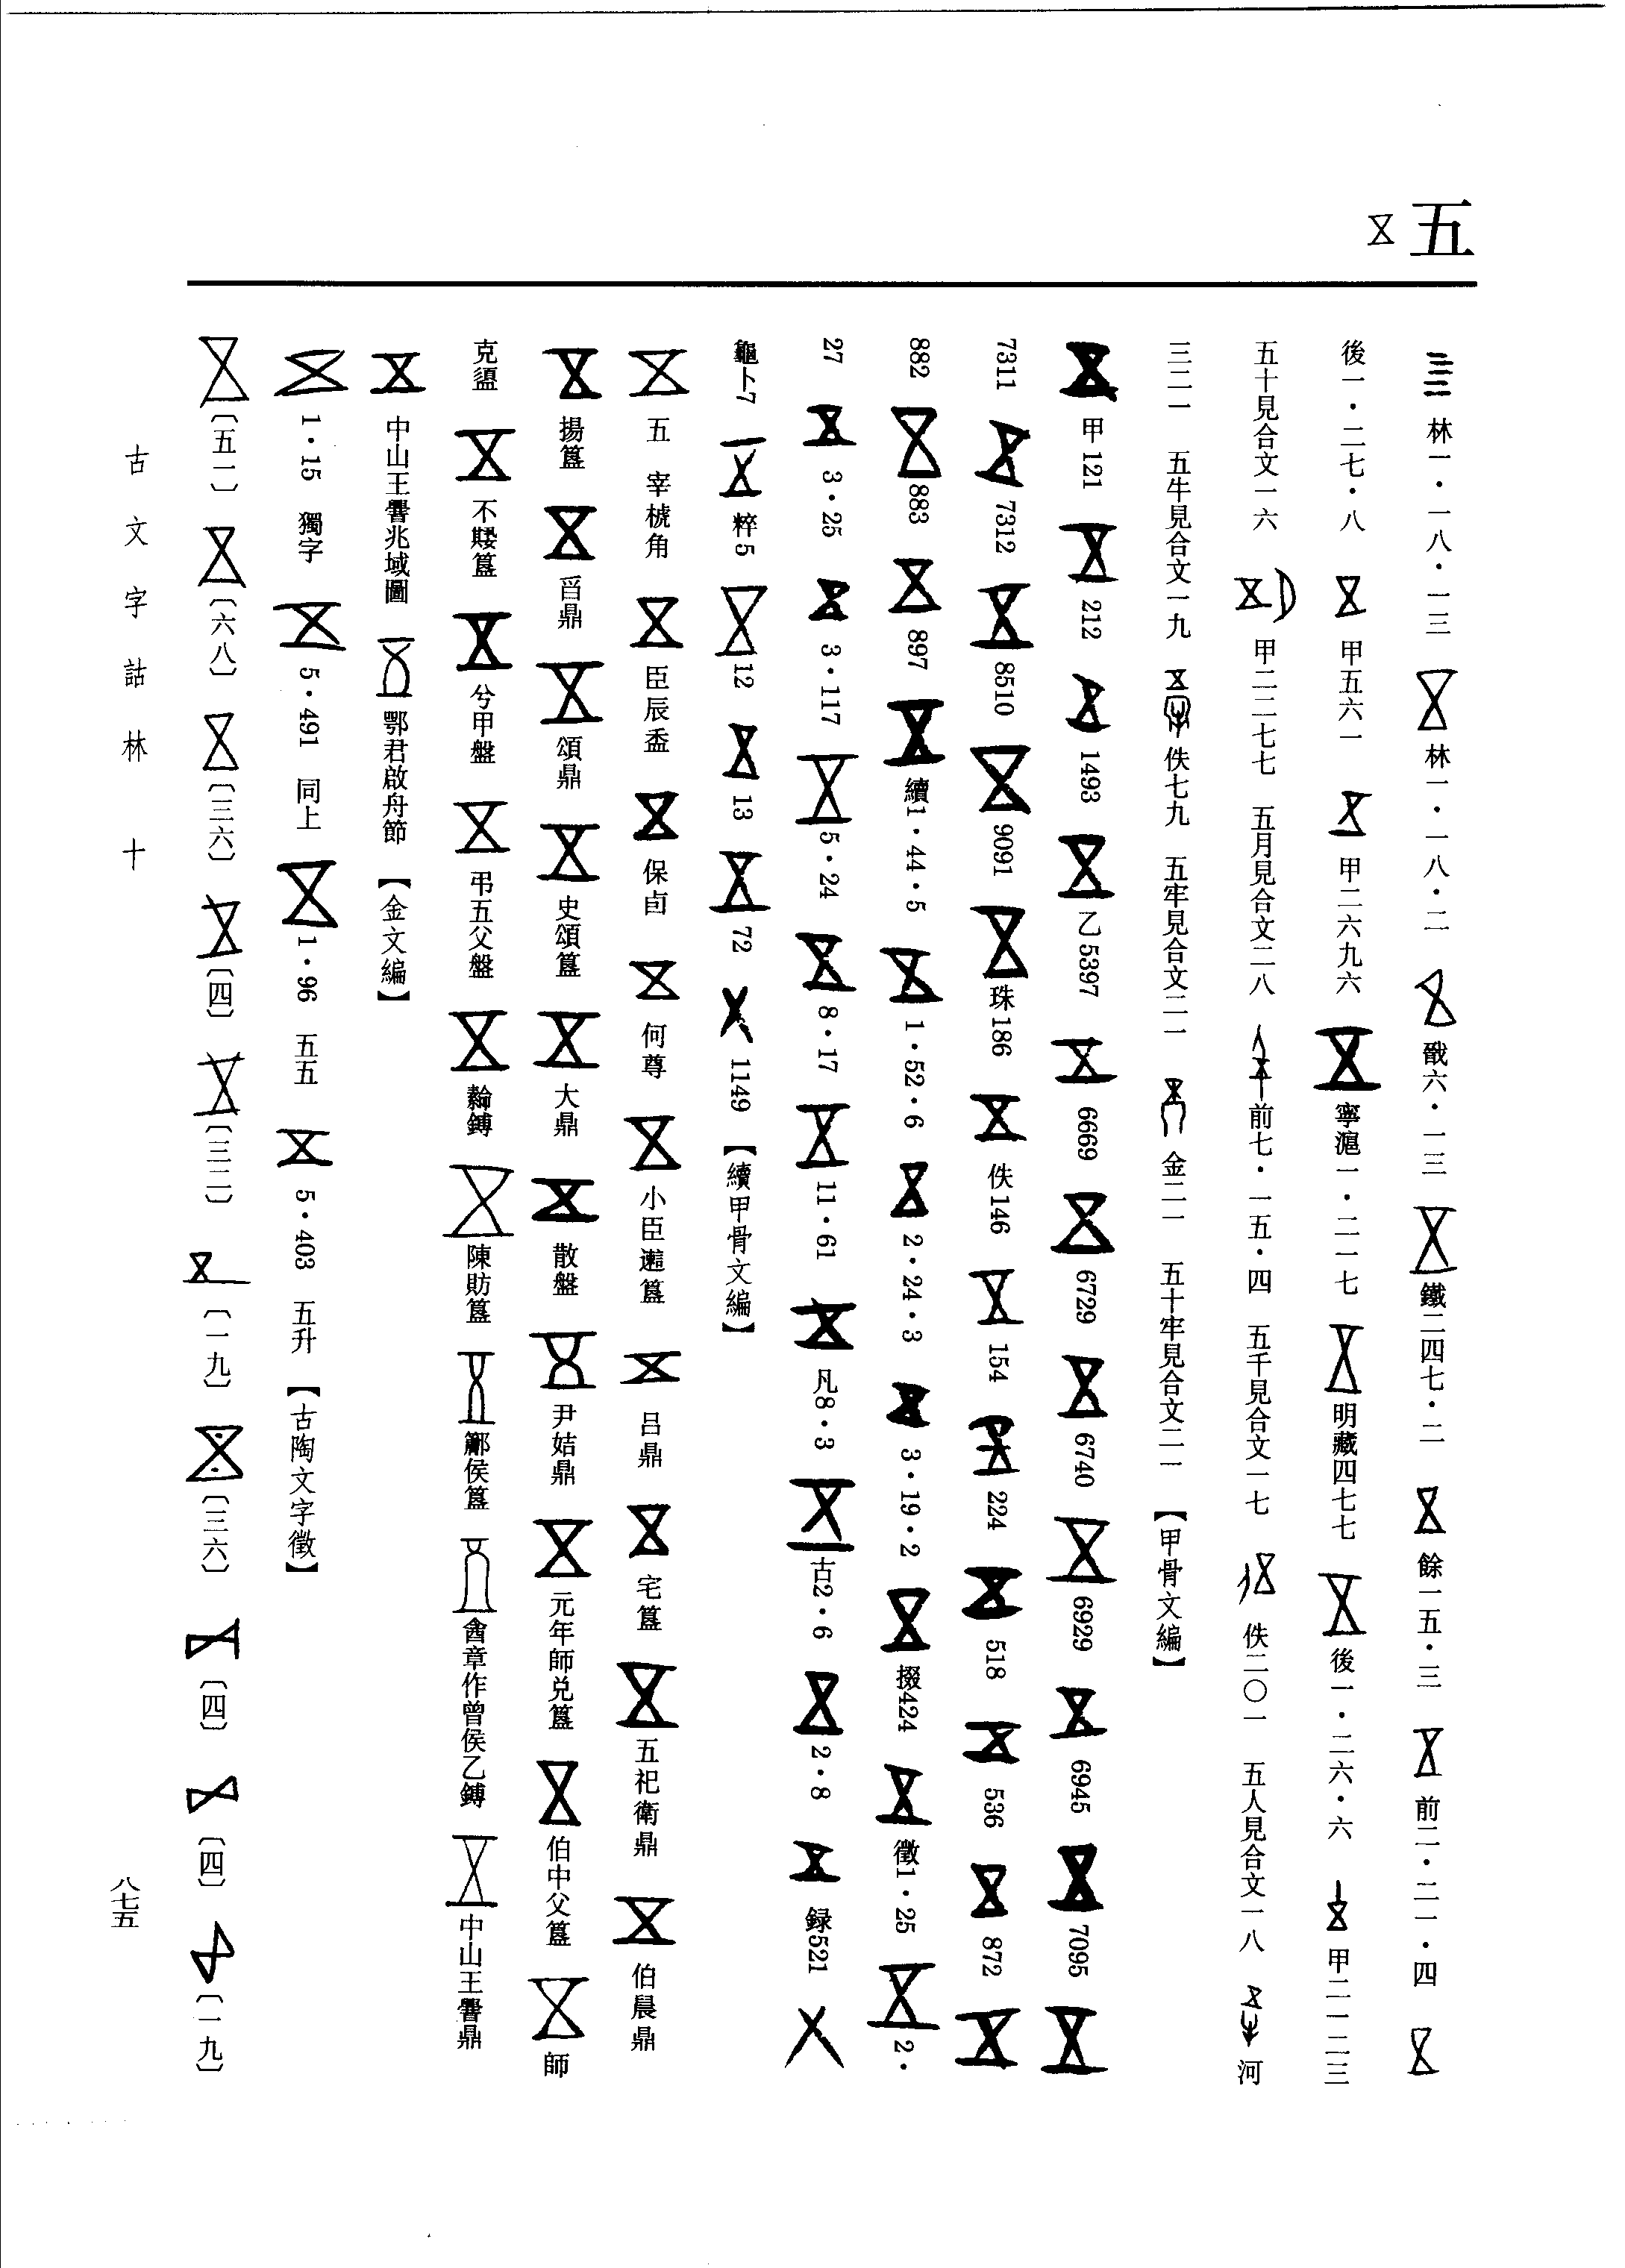 五
林一·一八·一三 林一·一八·二 戩六·一三 鐵二四七·二 餘一五·三 前二·二一·四
後一·二七·八 甲五六一 甲二六九六 寧滬一·二一七 明藏四七七 後一·二六·六 甲二一二三
五十見合文一六 甲二二七七 五月見合文二八 前七·一五·四 五千見合文一七 佚二〇一 五人見合文一八 河
三二一 五牛見合文一九 佚七九 五牢見合文二一 金二一 五十牢見合文二一 【甲骨文編】
甲121 212 1493 乙5397 6669 6729 6740 6929 6945 7095
7311 7312 8510 9091 珠186 佚146 154 224 518 536 872
882 883 897 續1·44·5 1·52·6 2·24·3 3·19·2 掇424 徵1·25 2·
27 3·25 3·117 5·24 8·17 11·61 凡8·3 古2·6 2·8 録521
龜卜7 粹5 12 13 72 1149 【續甲骨文編】
五 宰椃角 臣辰盉 保卣 何尊 小臣簋 吕鼎 宅簋 五祀衛鼎 伯晨鼎
揚簋 舀鼎 頌鼎 史頌簋 大鼎 散盤 尹姞鼎 元年師兑簋 伯中父簋 師
克盨 不簋 兮甲盤 弔五父盤 鎛 陳肪簋 侯簋 章作曾侯乙鎛 中山王鼎
中山王兆域圖 鄂君啟舟節 【金文編】
1·15 獨字 5·491 同上 1·96 五五 5·403 五升 【古陶文字徵】
〔五一〕 〔六八〕 〔三六〕 〔四〕 〔三二〕 〔一九〕 〔三六〕 〔四〕 〔四〕 〔一九〕
古文字詁林 十
八七五